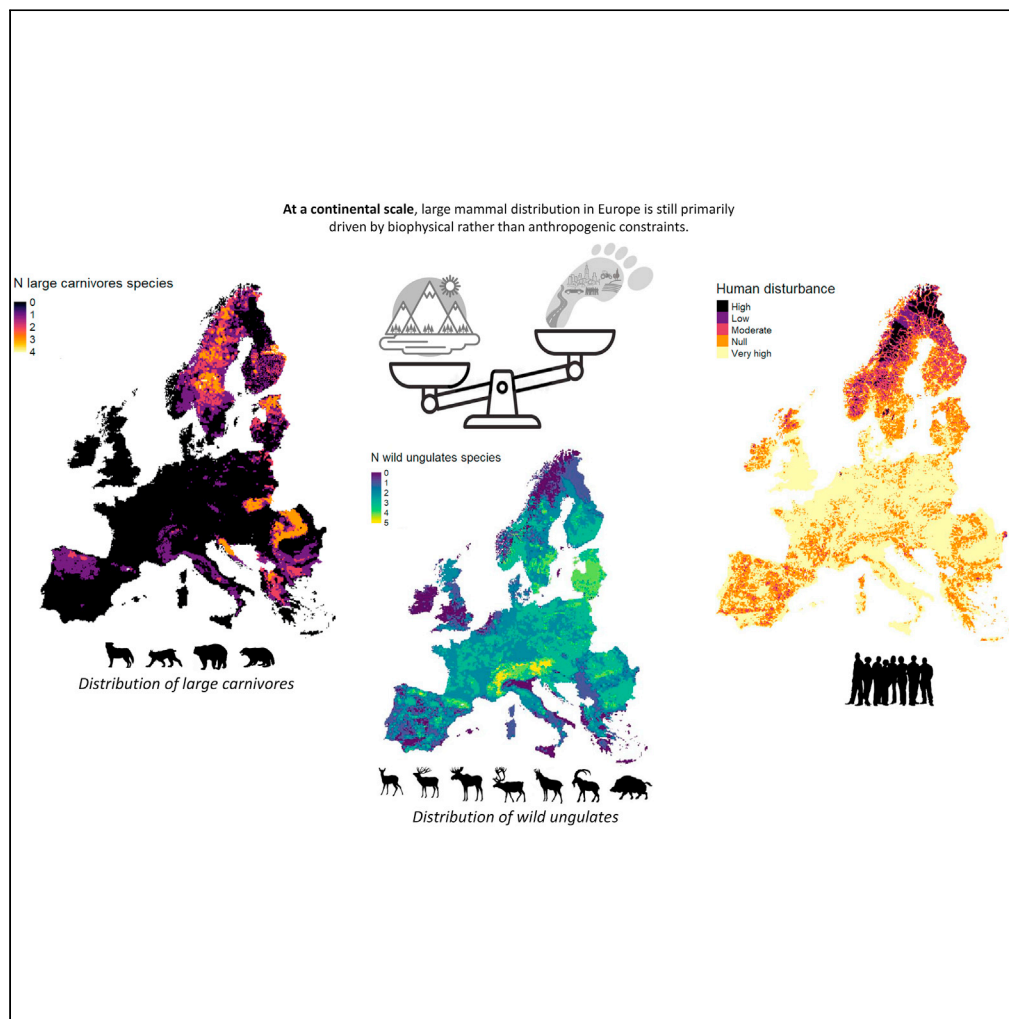 At a continental scale, large mammal distribution in Europe is still primarily
driven by biophysical rather than anthropogenic constraints.
N large carnivores species
0
1
2
3
4
Distribution of large carnivores
N wild ungulates species
0
1
2
3
4
5
Distribution of wild ungulates
Human disturbance
High
Low
Moderate
Null
Very high